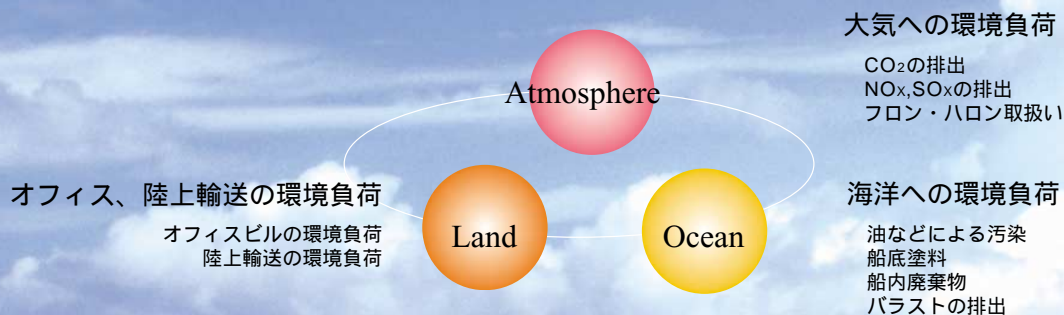 大気への環境負荷
CO2の排出
NOx,SOxの排出
フロン・ハロン取扱い
Atmosphere
オフィス、陸上輸送の環境負荷
オフィスビルの環境負荷
陸上輸送の環境負荷
Land
Ocean
海洋への環境負荷
油などによる汚染
船底塗料
船内廃棄物
バラストの排出